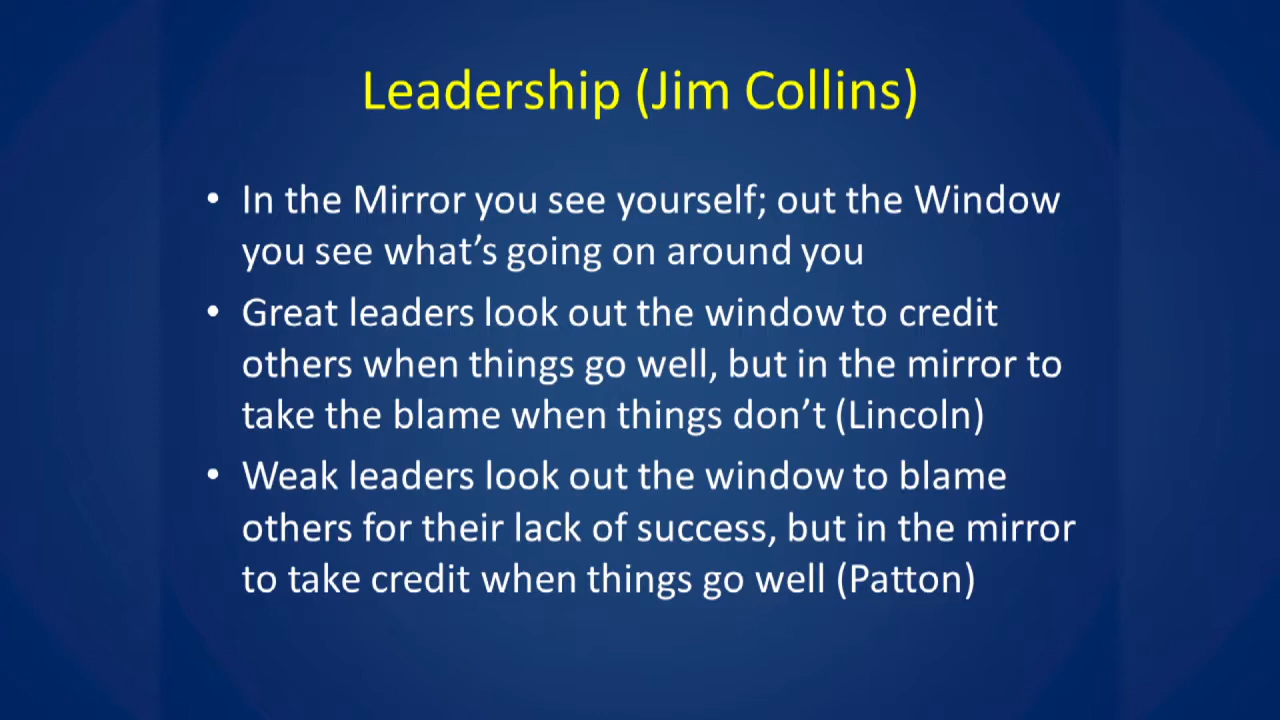 Leadership (Jim Collins)
• In the Mirror you see yourself; out the Window
you see what’s going on around you
• Great leaders look out the window to credit
others when things go well, but in the mirror to
take the blame when things don’t (Lincoln)
• Weak leaders look out the window to blame
others for their lack of success, but in the mirror
to take credit when things go well (Patton)